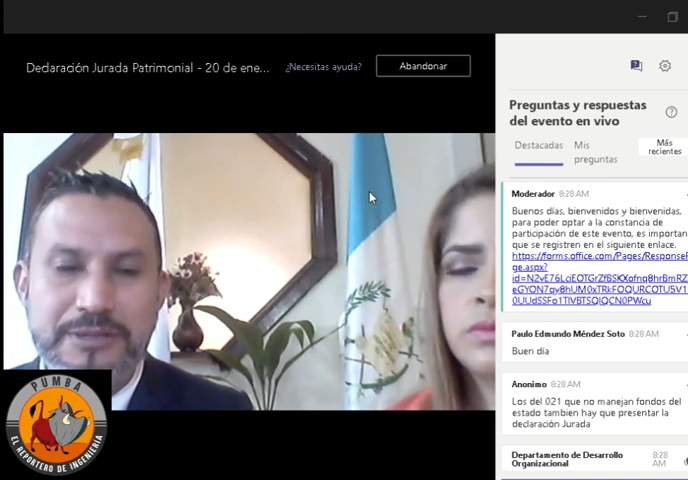 Declaración Jurada Patrimonial - 20 de ene...
¿Necesitas ayuda?
Abandonar
Preguntas y respuestas
del evento en vivo
Destacadas
Mis
preguntas
Más
recientes
Moderador 8:28 AM
Buenos días, bienvenidos y bienvenidas,
para poder optar a la constancia de
participación de este evento, es importan
que se registren en el siguiente enlace.
https://forms.office.com/Pages/ResponseP
ge.aspx?
Paulo Edmundo Méndez Soto 8:28 AM
Buen día
Anonimo 8:28 AM
Los del 021 que no manejan fondos del
estado tambien hay que presentar la
declaración Jurada
Departamento de Desarrollo
Organizacional
8:28
AM
PUMBA
EL REPORTERO DE INGENIERÍA